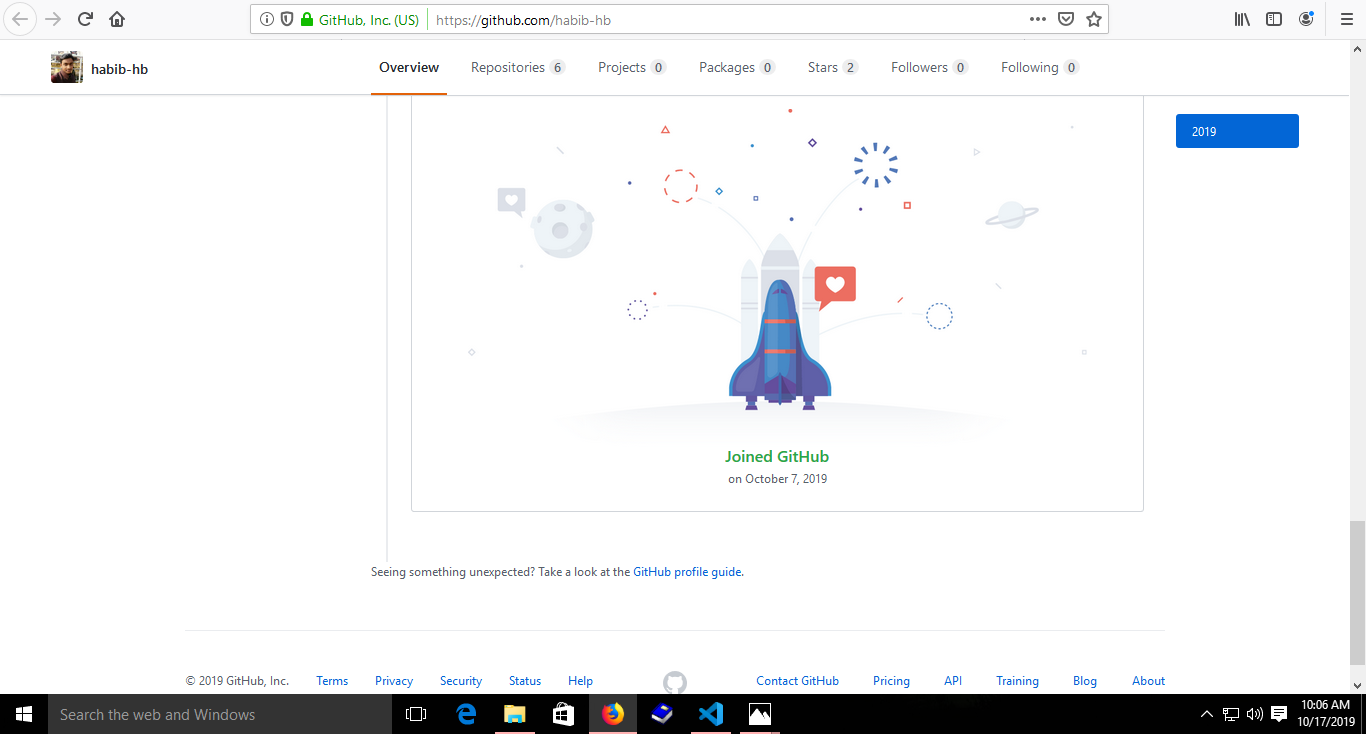 GitHub, Inc. (US) https://github.com/habib-hb
habib-hb Overview Repositories 6 Projects 0 Packages 0 Stars 2 Followers 0 Following 0
2019
Joined GitHub
on October 7, 2019
Seeing something unexpected? Take a look at the GitHub profile guide.
© 2019 GitHub, Inc. Terms Privacy Security Status Help Contact GitHub Pricing API Training Blog About
Search the web and Windows
10:06 AM
10/17/2019